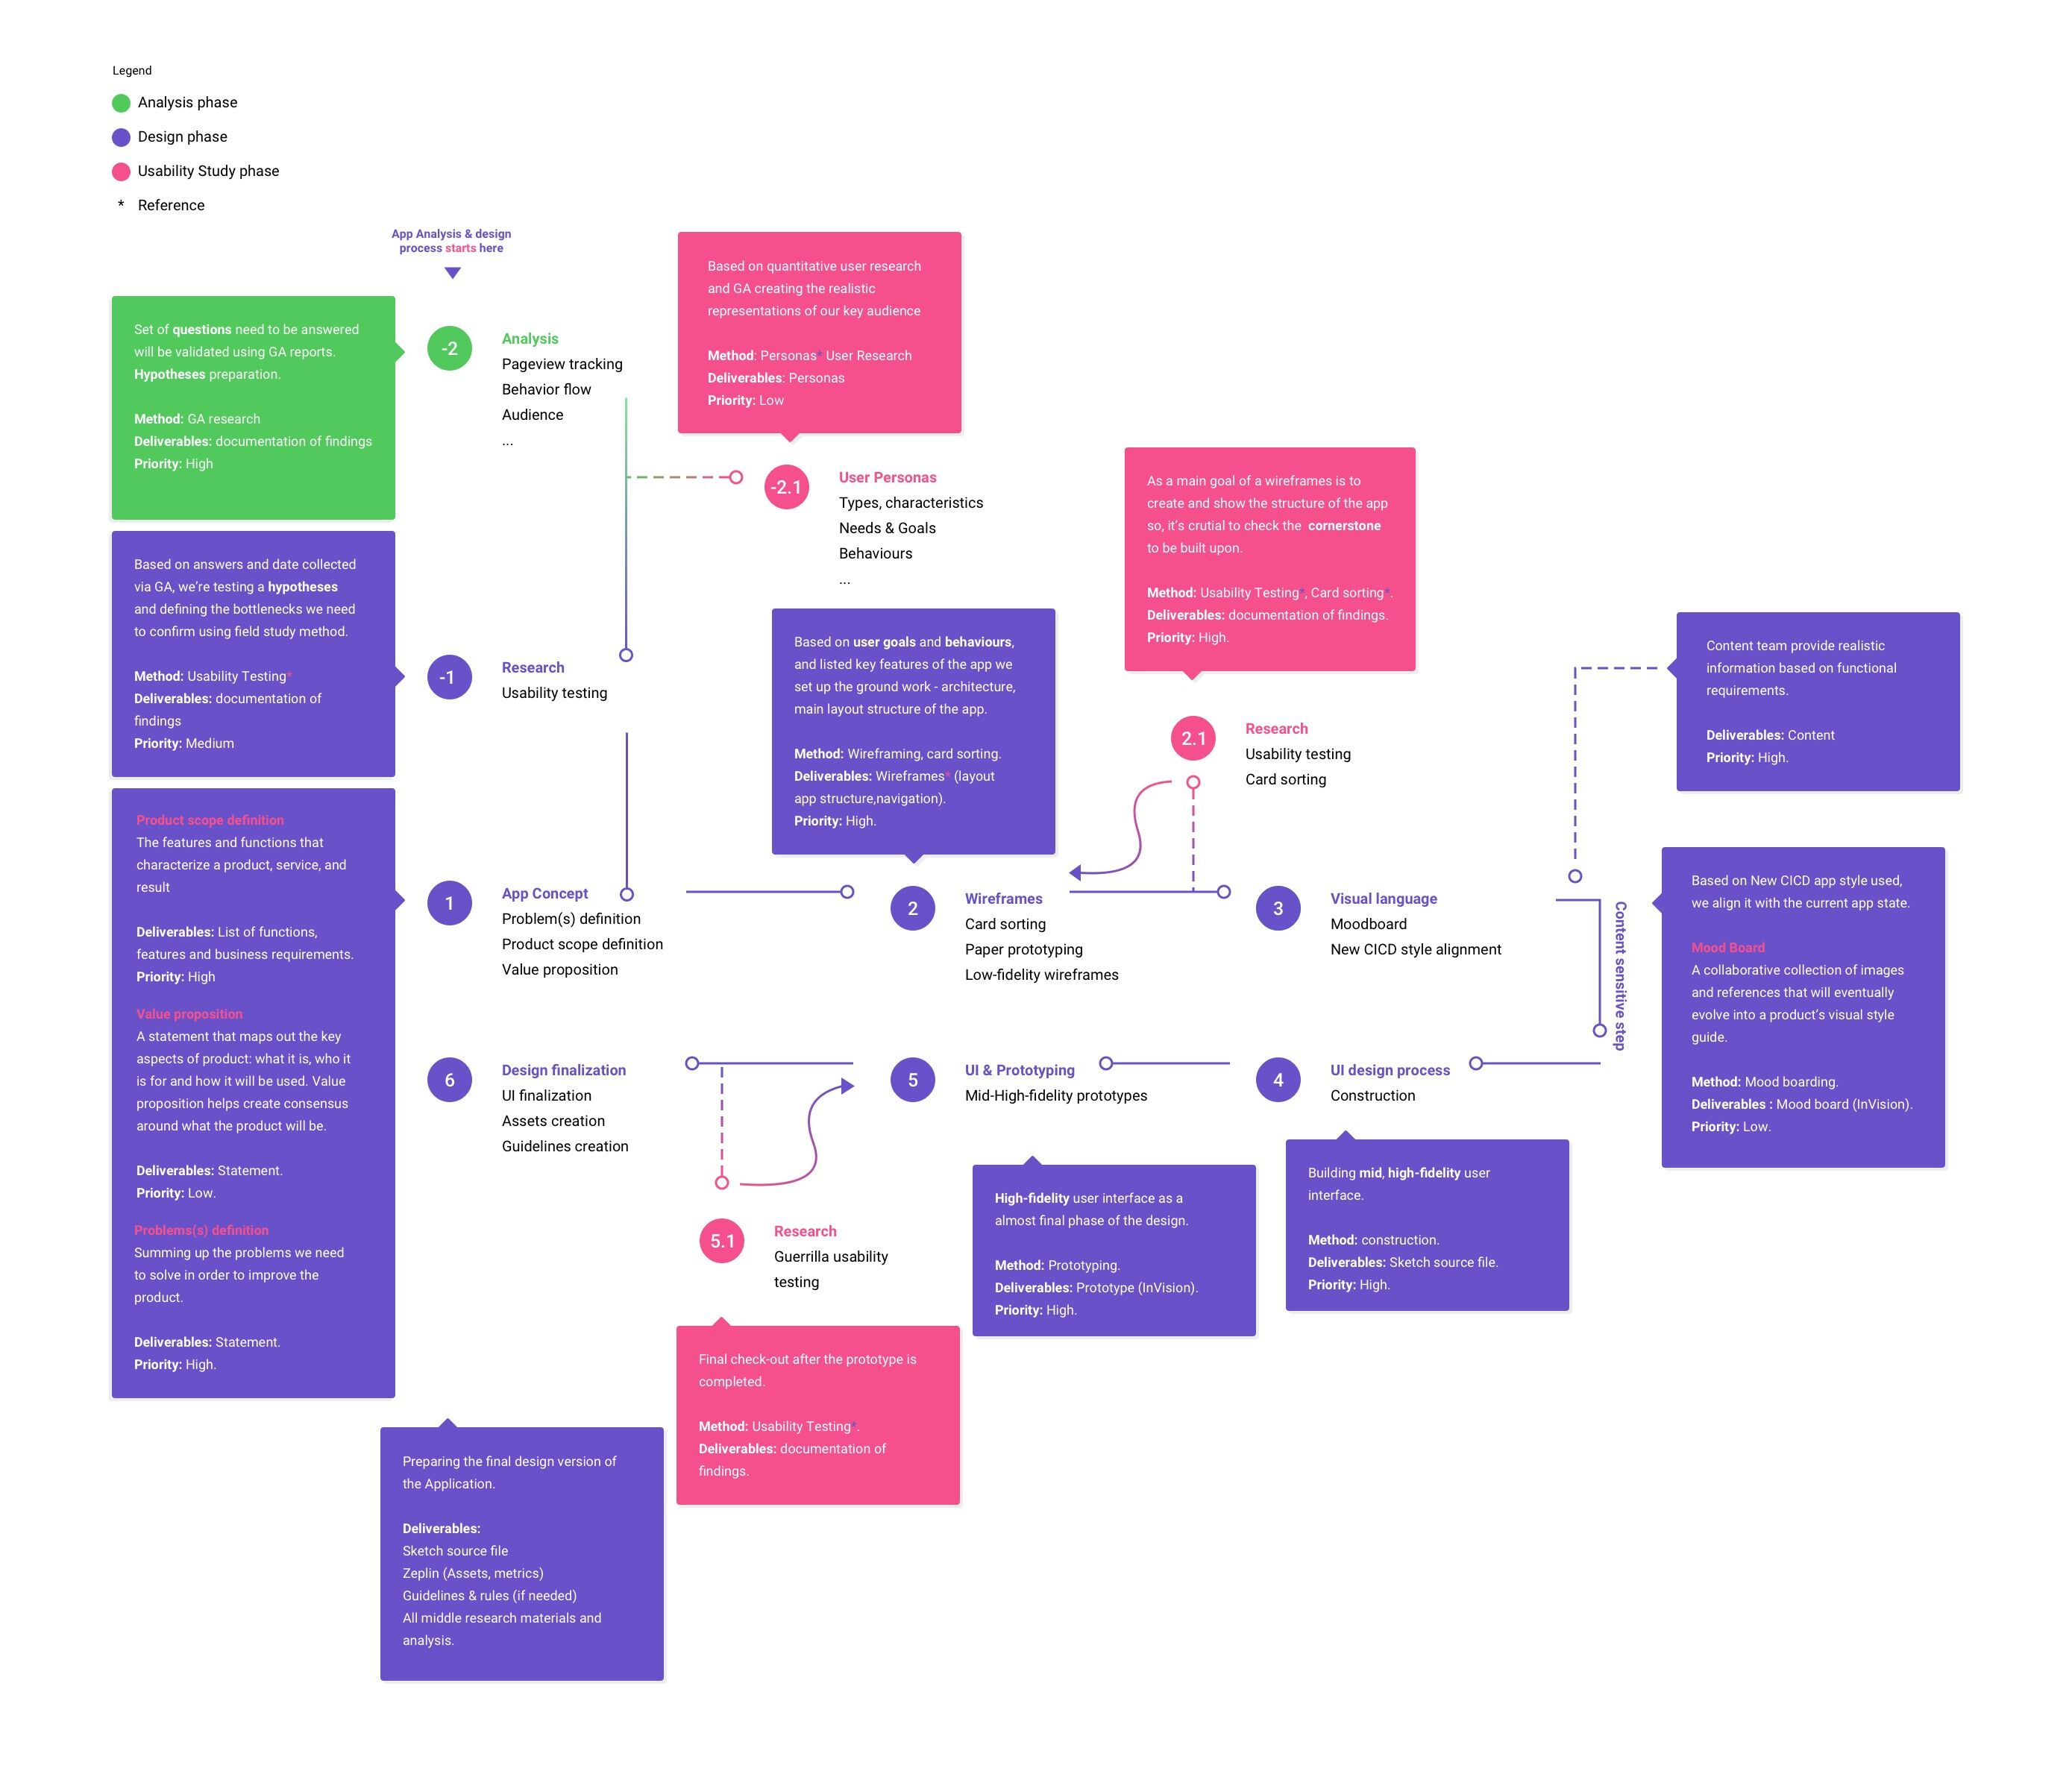 Legend
Analysis phase
Design phase
Usability Study phase
* Reference
App Analysis & design
process starts here
Set of questions need to be answered
will be validated using GA reports.
Hypotheses preparation.
Method: GA research
Deliverables: documentation of findings
Priority: High
-2
Analysis
Pageview tracking
Behavior flow
Audience
...
Based on quantitative user research
and GA creating the realistic
representations of our key audience
Method: Personas* User Research
Deliverables: Personas
Priority: Low
-2.1
User Personas
Types, characteristics
Needs & Goals
Behaviours
...
Based on answers and date collected
via GA, we're testing a hypotheses
and defining the bottlenecks we need
to confirm using field study method.
Method: Usability Testing*
Deliverables: documentation of
findings
Priority: Medium
-1
Research
Usability testing
Product scope definition
The features and functions that
characterize a product, service, and
result
Deliverables: List of functions,
features and business requirements.
Priority: High
Value proposition
A statement that maps out the key
aspects of product: what it is, who it
is for and how it will be used. Value
proposition helps create consensus
around what the product will be.
Deliverables: Statement.
Priority: Low.
Problems(s) definition
Summing up the problems we need
to solve in order to improve the
product.
Deliverables: Statement.
Priority: High.
1
App Concept
Problem(s) definition
Product scope definition
Value proposition
Based on user goals and behaviours,
and listed key features of the app we
set up the ground work - architecture,
main layout structure of the app.
Method: Wireframing, card sorting.
Deliverables: Wireframes* (layout
app structure,navigation).
Priority: High.
2
Wireframes
Card sorting
Paper prototyping
Low-fidelity wireframes
As a main goal of a wireframes is to
create and show the structure of the app
so, it's crutial to check the cornerstone
to be built upon.
Method: Usability Testing*, Card sorting*.
Deliverables: documentation of findings.
Priority: High.
2.1
Research
Usability testing
Card sorting
3
Visual language
Moodboard
New CICD style alignment
Content team provide realistic
information based on functional
requirements.
Deliverables: Content
Priority: High.
Content sensitive step
Based on New CICD app style used,
we align it with the current app state.
Mood Board
A collaborative collection of images
and references that will eventually
evolve into a product's visual style
guide.
Method: Mood boarding.
Deliverables : Mood board (InVision).
Priority: Low.
4
UI design process
Construction
Building mid, high-fidelity user
interface.
Method: construction.
Deliverables: Sketch source file.
Priority: High.
5
UI & Prototyping
Mid-High-fidelity prototypes
High-fidelity user interface as a
almost final phase of the design.
Method: Prototyping.
Deliverables: Prototype (InVision).
Priority: High.
5.1
Research
Guerrilla usability
testing
Final check-out after the prototype is
completed.
Method: Usability Testing*.
Deliverables: documentation of
findings.
6
Design finalization
UI finalization
Assets creation
Guidelines creation
Preparing the final design version of
the Application.
Deliverables:
Sketch source file
Zeplin (Assets, metrics)
Guidelines & rules (if needed)
All middle research materials and
analysis.